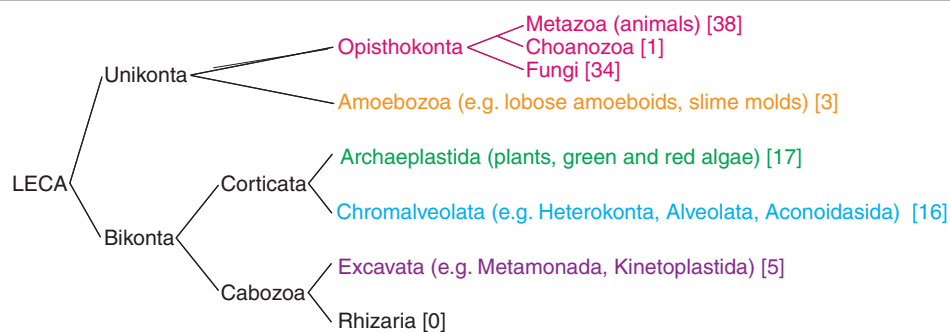 Metazoa (animals) [38]
Opisthokonta
Choanozoa [1]
Fungi [34]
Unikonta
Amoebozoa (e.g. lobose amoeboids, slime molds) [3]
Archaeplastida (plants, green and red algae) [17]
LECA
Corticata
Chromalveolata (e.g. Heterokonta, Alveolata, Aconoidasida) [16]
Bikonta
Excavata (e.g. Metamonada, Kinetoplastida) [5]
Cabozoa
Rhizaria [0]